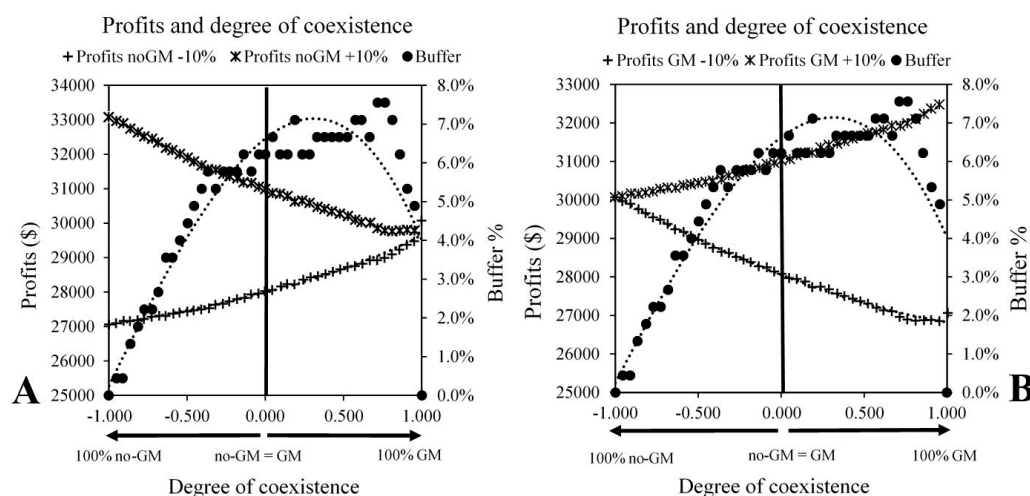 Profits and degree of coexistence
+ Profits noGM -10% ж Profits noGM +10% ● Buffer
34000
33000
32000
31000
30000
29000
28000
27000
26000
25000
Profits ($)
8.0%
7.0%
6.0%
5.0%
4.0%
3.0%
2.0%
1.0%
0.0%
Buffer %
-1.000 -0.500 0.000 0.500 1.000
100% no-GM no-GM = GM 100% GM
Degree of coexistence
A
Profits and degree of coexistence
+ Profits GM -10% ж Profits GM +10% ● Buffer
33000
32000
31000
30000
29000
28000
27000
26000
25000
Profits ($)
8.0%
7.0%
6.0%
5.0%
4.0%
3.0%
2.0%
1.0%
0.0%
Buffer %
-1.000 -0.500 0.000 0.500 1.000
100% no-GM no-GM = GM 100% GM
Degree of coexistence
B